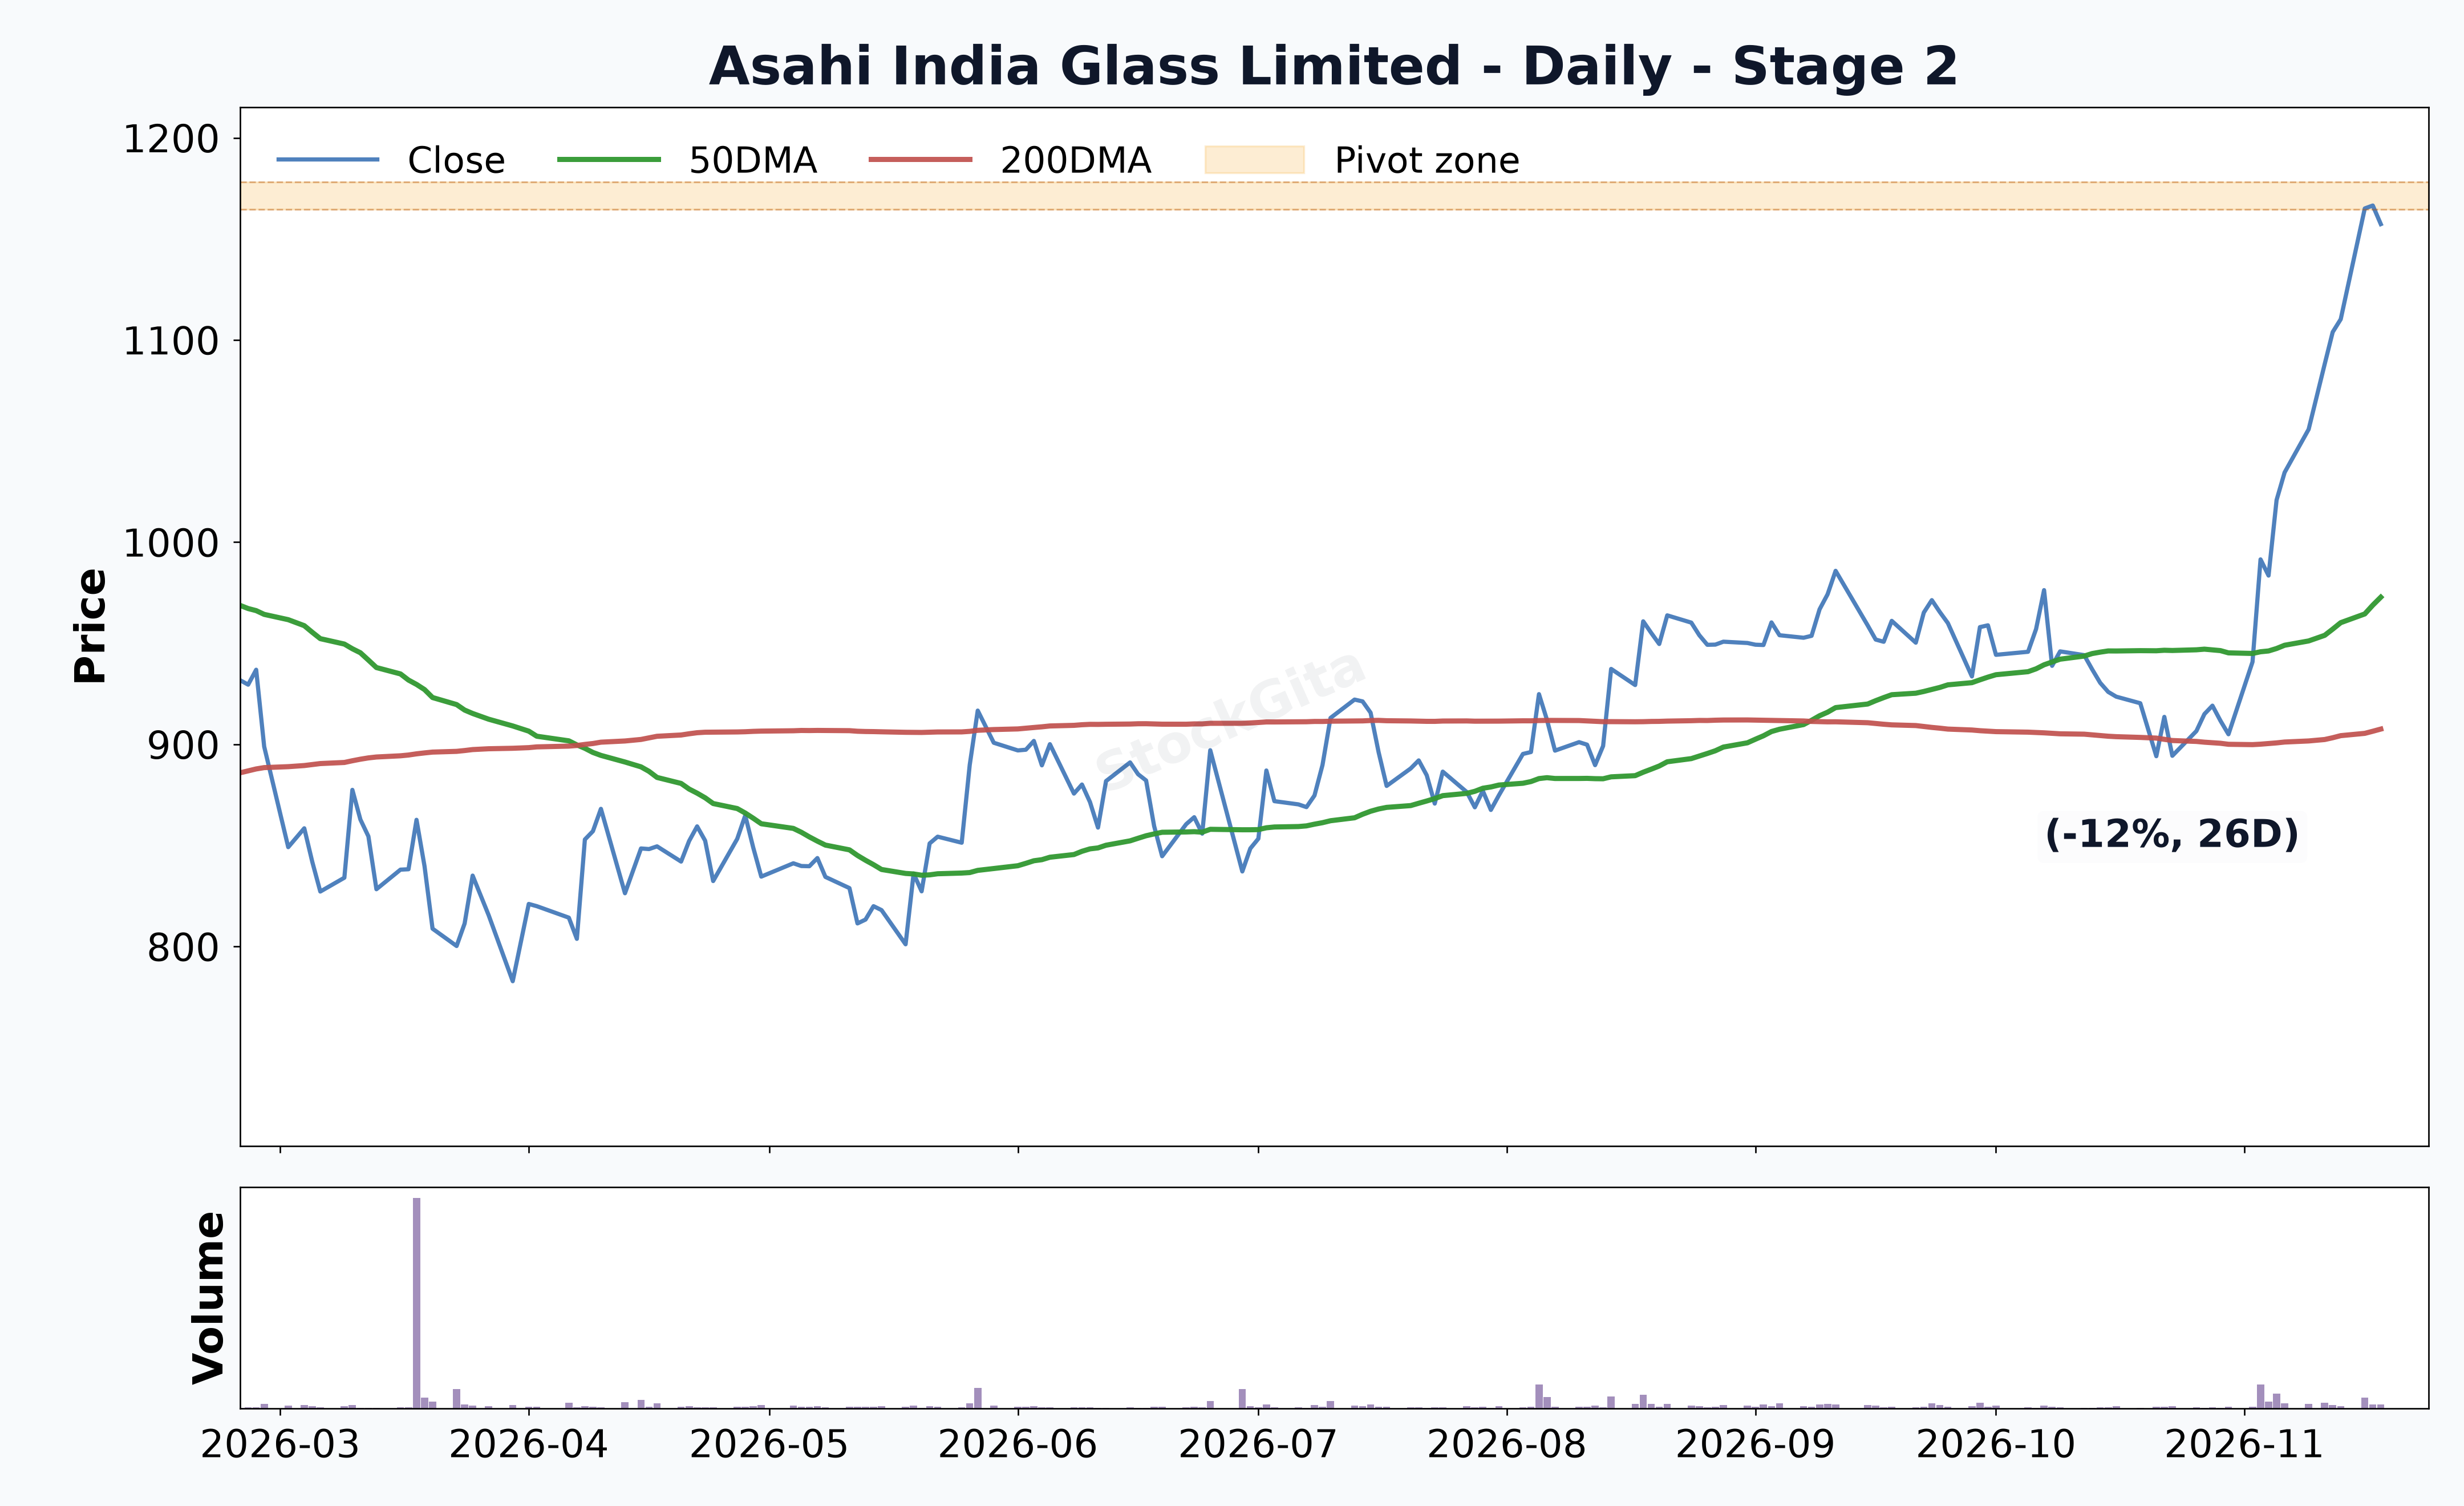 Asahi India Glass Limited - Daily - Stage 2
Close 50DMA 200DMA Pivot zone
1200
1100
1000
900
800
Price
StockGita
(-12%, 26D)
Volume
2026-03 2026-04 2026-05 2026-06 2026-07 2026-08 2026-09 2026-10 2026-11